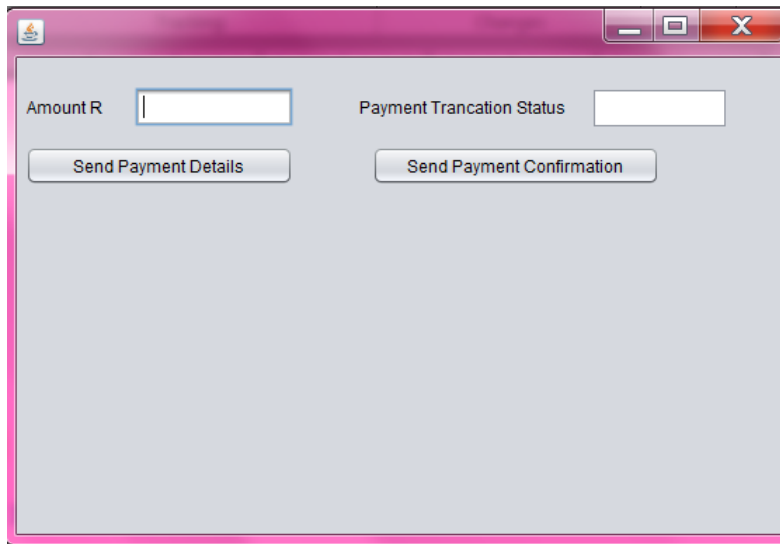 Amount R
Payment Trancation Status
Send Payment Details
Send Payment Confirmation